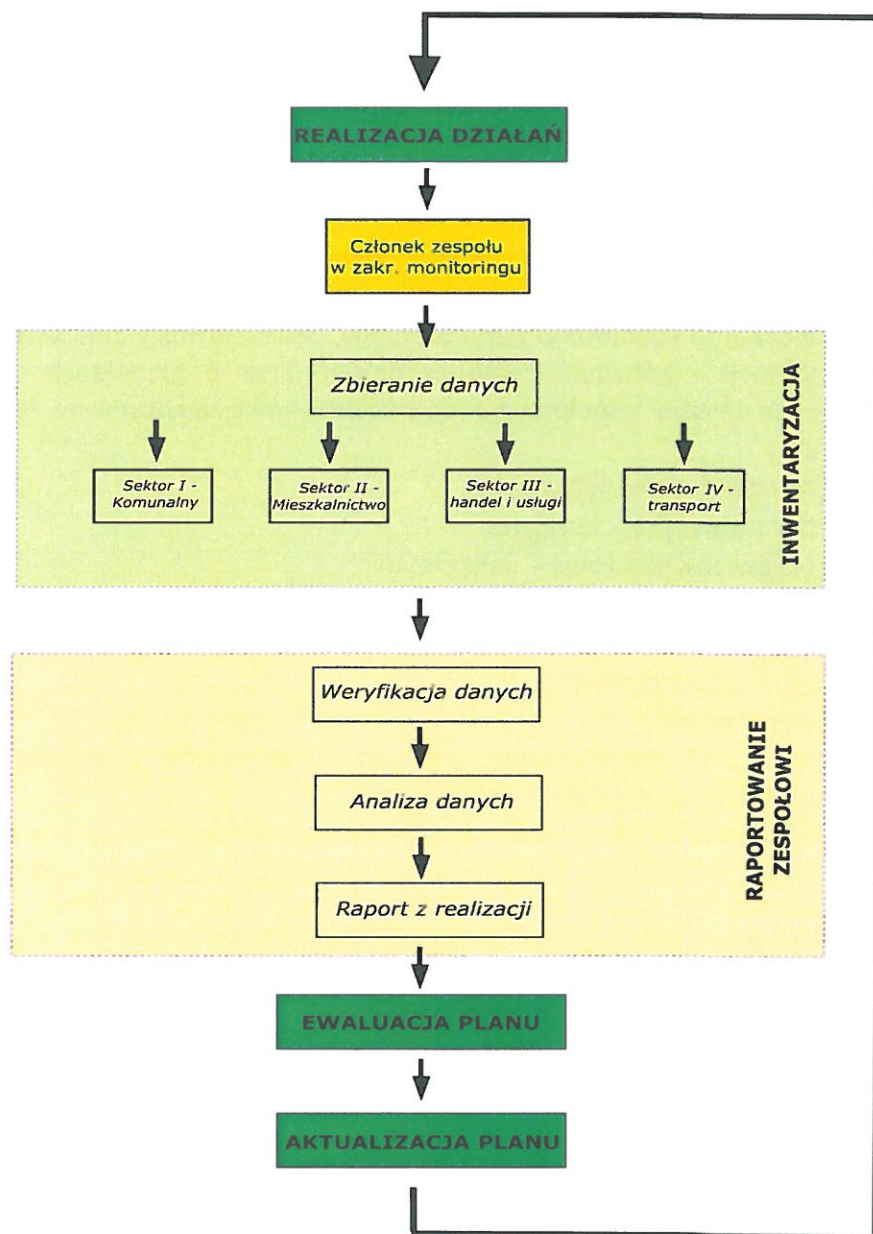 REALIZACJA DZIAŁAŃ
Członek zespołu
w zakr. monitoringu
Zbieranie danych
Sektor I -
Komunalny
Sektor II -
Mieszkalnictwo
Sektor III -
handel i usługi
Sektor IV -
transport
INWENTARYZACJA
Weryfikacja danych
Analiza danych
Raport z realizacji
RAPORTOWANIE
ZESPOŁOWI
EWALUACJA PLANU
AKTUALIZACJA PLANU